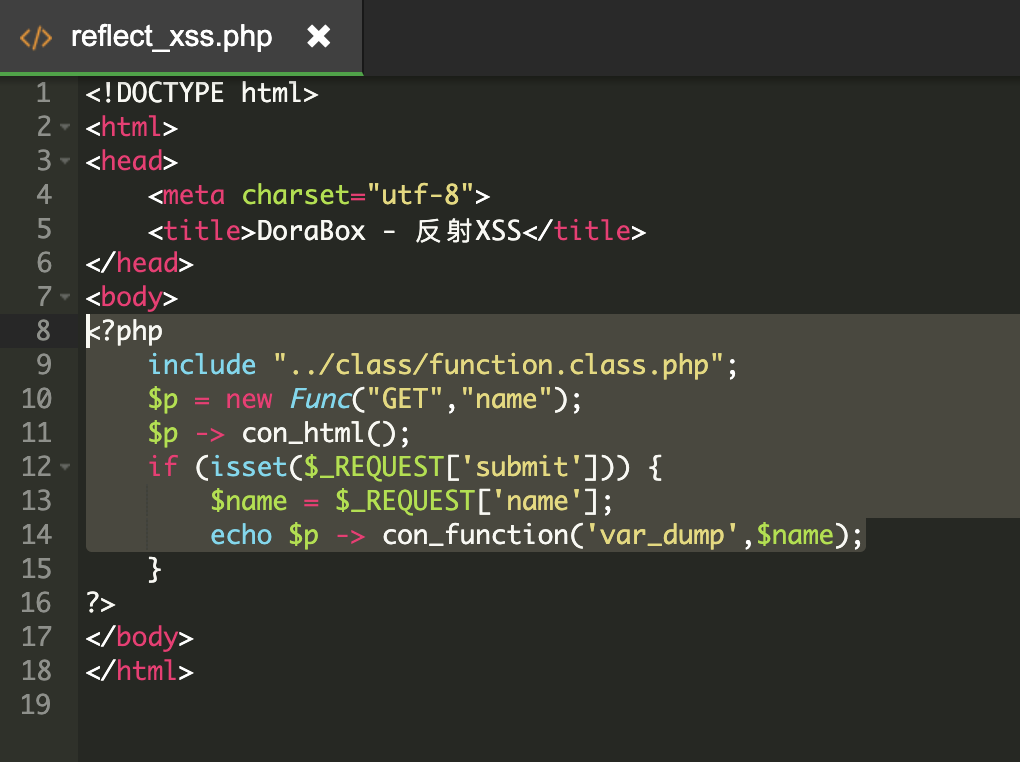 </> reflect_xss.php ✖
1 <!DOCTYPE html>
2 <html>
3 <head>
4     <meta charset="utf-8">
5     <title>DoraBox - 反射XSS</title>
6 </head>
7 <body>
8 <?php
9     include "../class/function.class.php";
10     $p = new Func("GET","name");
11     $p -> con_html();
12     if (isset($_REQUEST['submit'])) {
13         $name = $_REQUEST['name'];
14         echo $p -> con_function('var_dump',$name);
15     }
16 ?>
17 </body>
18 </html>
19